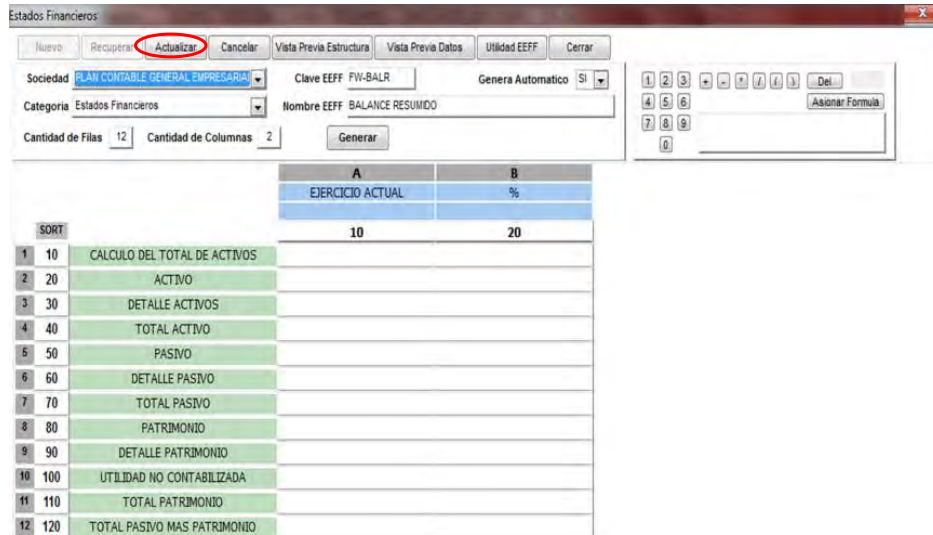 Estados Financieros
X
Nuevo Recuperar Actualizar Cancelar Vista Previa Estructura Vista Previa Datos Utilidad EEFF Cerrar
Sociedad PLAN CONTABLE GENERAL EMPRESARIAL Clave EEFF FW-BALR Genera Automatico SI
Categoria Estados Financieros Nombre EEFF BALANCE RESUMIDO
Cantidad de Filas 12 Cantidad de Columnas 2 Generar
1 2 3 + - * / ( ) Del
4 5 6 Asignar Formula
7 8 9
0
A B
EJERCICIO ACTUAL %
SORT 10 20
1 10 CALCULO DEL TOTAL DE ACTIVOS
2 20 ACTIVO
3 30 DETALLE ACTIVOS
4 40 TOTAL ACTIVO
5 50 PASIVO
6 60 DETALLE PASIVO
7 70 TOTAL PASIVO
8 80 PATRIMONIO
9 90 DETALLE PATRIMONIO
10 100 UTILIDAD NO CONTABILIZADA
11 110 TOTAL PATRIMONIO
12 120 TOTAL PASIVO MAS PATRIMONIO